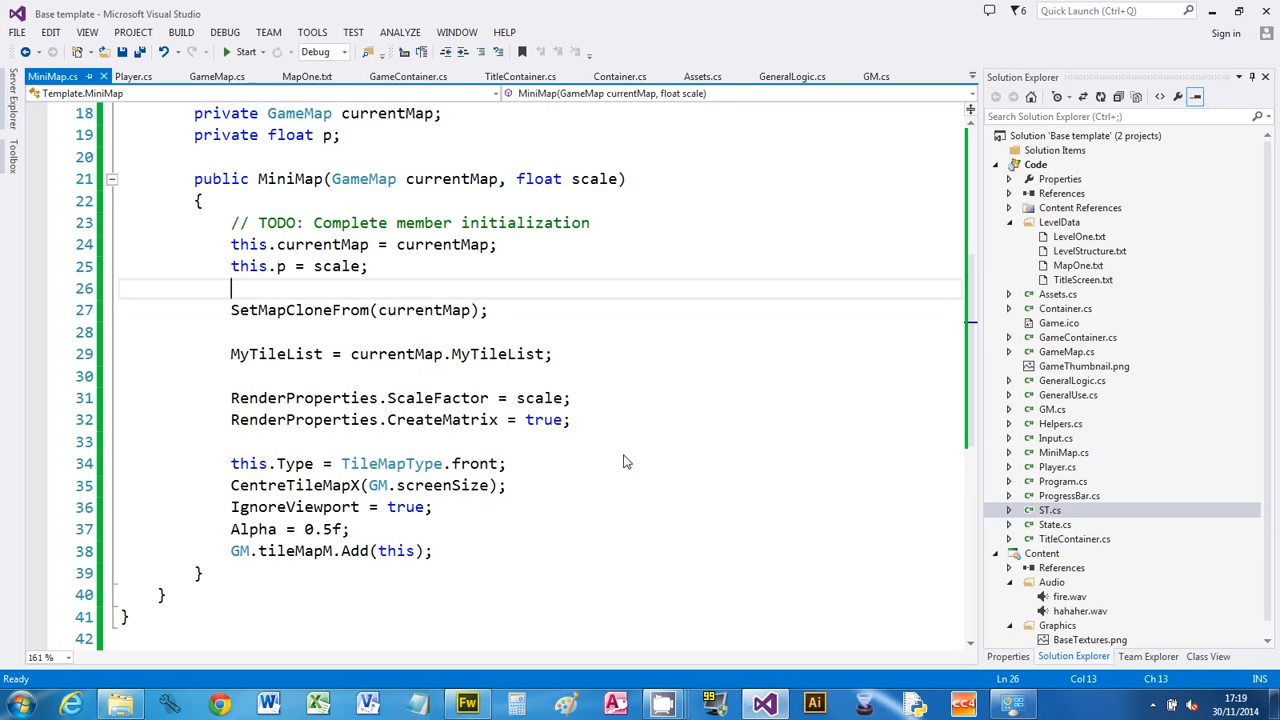 Base template - Microsoft Visual Studio
6
Quick Launch (Ctrl+Q)
FILE EDIT VIEW PROJECT BUILD DEBUG TEAM TOOLS TEST ANALYZE WINDOW HELP
Sign in
Start Debug
Server Explorer
Toolbox
MiniMap.cs Player.cs GameMap.cs MapOne.txt GameContainer.cs TitleContainer.cs Container.cs Assets.cs GeneralLogic.cs GM.cs
Template.MiniMap MiniMap(GameMap currentMap, float scale)
18 private GameMap currentMap;
19 private float p;
20
21 public MiniMap(GameMap currentMap, float scale)
22 {
23 // TODO: Complete member initialization
24 this.currentMap = currentMap;
25 this.p = scale;
26
27 SetMapCloneFrom(currentMap);
28
29 MyTileList = currentMap.MyTileList;
30
31 RenderProperties.ScaleFactor = scale;
32 RenderProperties.CreateMatrix = true;
33
34 this.Type = TileMapType.front;
35 CentreTileMapX(GM.screenSize);
36 IgnoreViewport = true;
37 Alpha = 0.5f;
38 GM.tileMapM.Add(this);
39 }
40 }
41 }
42
161 %
Solution Explorer
Search Solution Explorer (Ctrl+;)
Solution 'Base template' (2 projects)
Solution Items
Code
Properties
References
Content References
LevelData
LevelOne.txt
LevelStructure.txt
MapOne.txt
TitleScreen.txt
Assets.cs
Container.cs
Game.ico
GameContainer.cs
GameMap.cs
GameThumbnail.png
GeneralLogic.cs
GeneralUse.cs
GM.cs
Helpers.cs
Input.cs
MiniMap.cs
Player.cs
Program.cs
ProgressBar.cs
ST.cs
State.cs
TitleContainer.cs
Content
References
Audio
fire.wav
hahaher.wav
Graphics
BaseTextures.png
Properties Solution Explorer Team Explorer Class View
Ready Ln 26 Col 13 Ch 13 INS
Fw 99 Ai CC4
17:19
30/11/2014